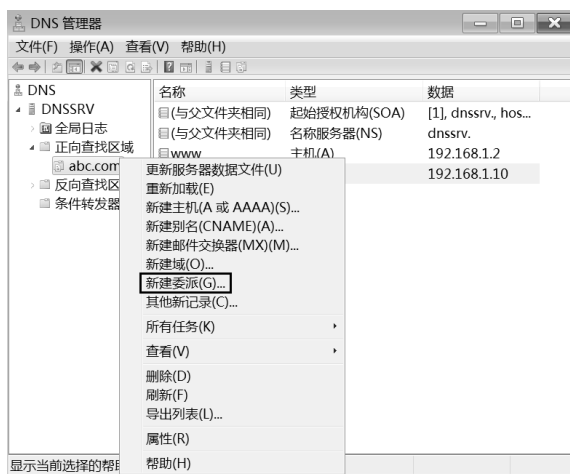 DNS 管理器
文件(F) 操作(A) 查看(V) 帮助(H)
DNS
DNSSRV
全局日志
正向查找区域
abc.com
反向查找区
条件转发器
名称 类型 数据
(与父文件夹相同) 起始授权机构(SOA) [1], dnssrv., hos...
(与父文件夹相同) 名称服务器(NS) dnssrv.
www 主机(A) 192.168.1.2
192.168.1.10
更新服务器数据文件(U)
重新加载(E)
新建主机(A 或 AAAA)(S)...
新建别名(CNAME)(A)...
新建邮件交换器(MX)(M)...
新建域(O)...
新建委派(G)...
其他新记录(C)...
所有任务(K)
查看(V)
删除(D)
刷新(F)
导出列表(L)...
属性(R)
帮助(H)
显示当前选择的帮